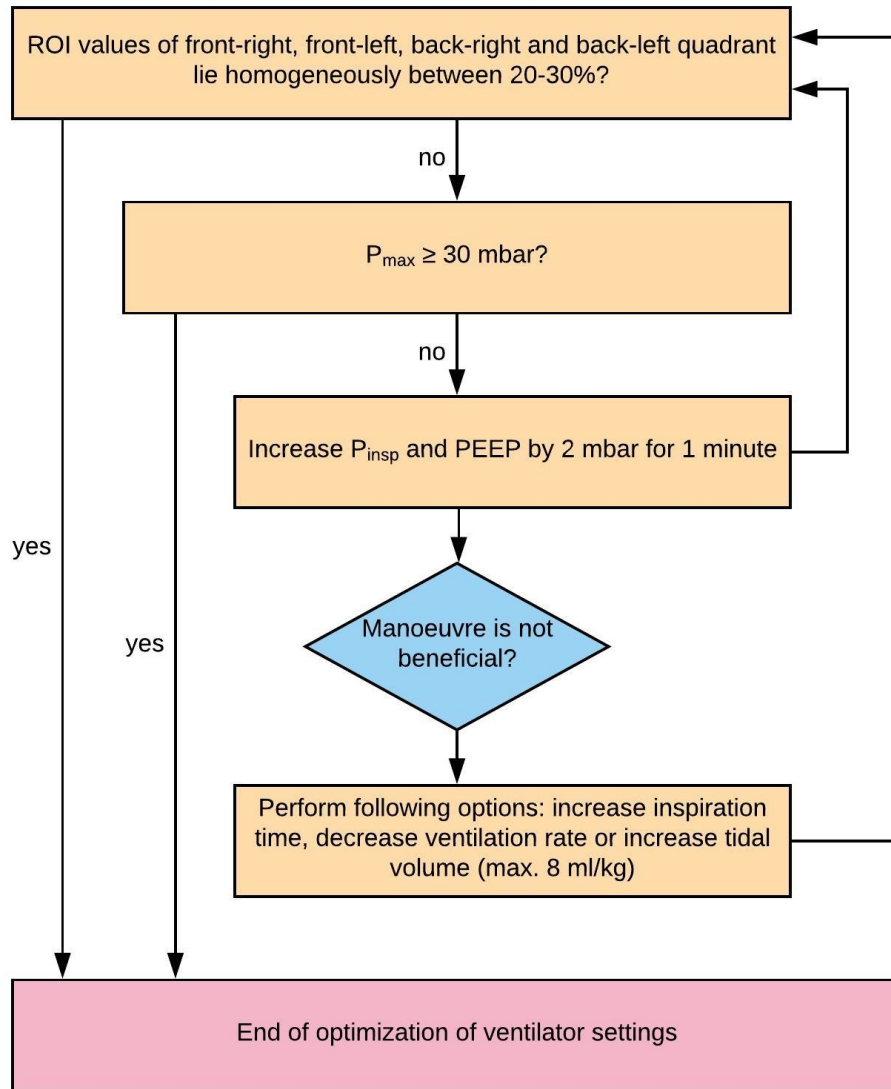 ROI values of front-right, front-left, back-right and back-left quadrant
lie homogeneously between 20-30%?
no
Pmax ≥ 30 mbar?
no
Increase Pinsp and PEEP by 2 mbar for 1 minute
yes
Manoeuvre is not
beneficial?
yes
Perform following options: increase inspiration
time, decrease ventilation rate or increase tidal
volume (max. 8 ml/kg)
End of optimization of ventilator settings